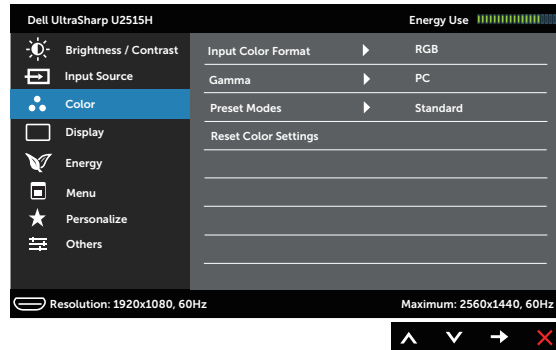 Dell UltraSharp U2515H Energy Use
Brightness / Contrast
Input Source
Color
Display
Energy
Menu
Personalize
Others
Input Color Format RGB
Gamma PC
Preset Modes Standard
Reset Color Settings
Resolution: 1920x1080, 60Hz Maximum: 2560x1440, 60Hz